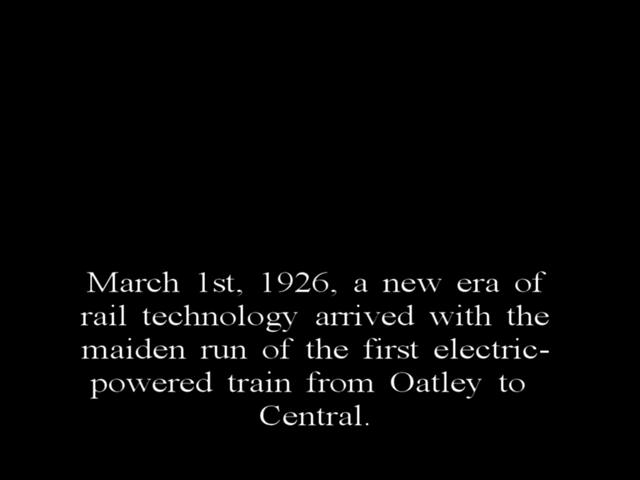 March 1st, 1926, a new era of
rail technology arrived with the
maiden run of the first electric-
powered train from Oatley to
Central.